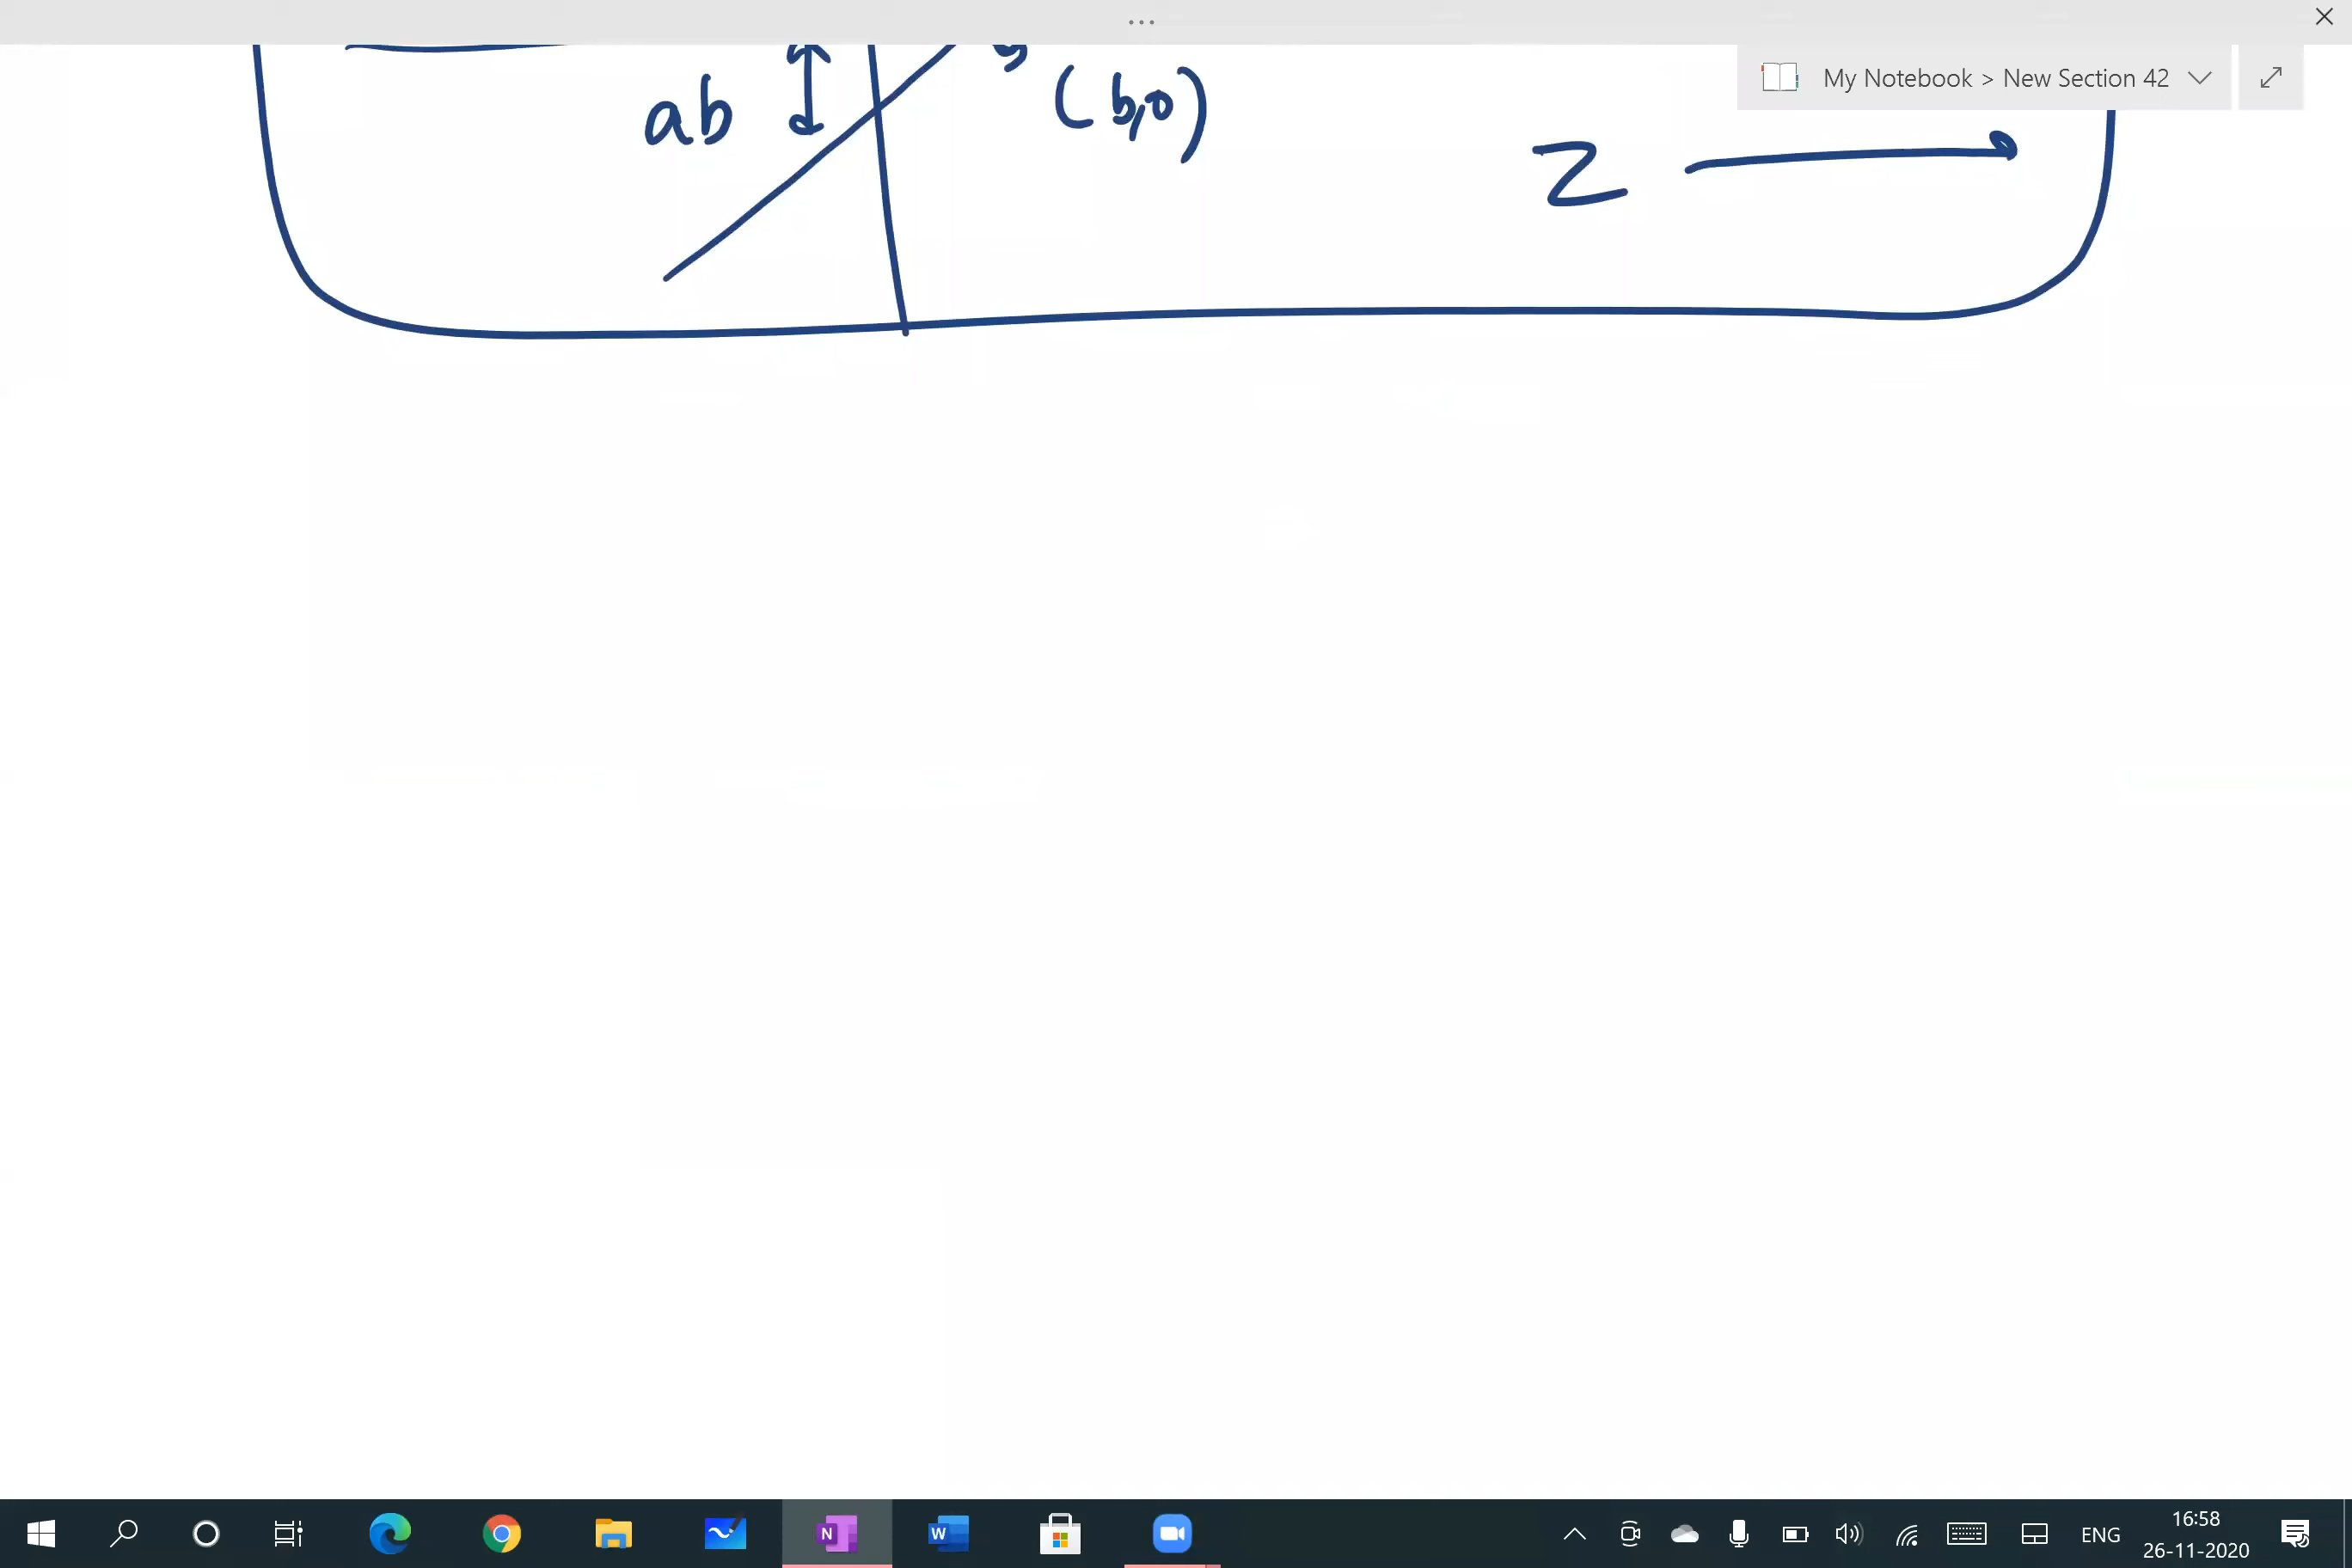 My Notebook > New Section 42
ab
(b,0)
Z
ENG
16:58
26-11-2020